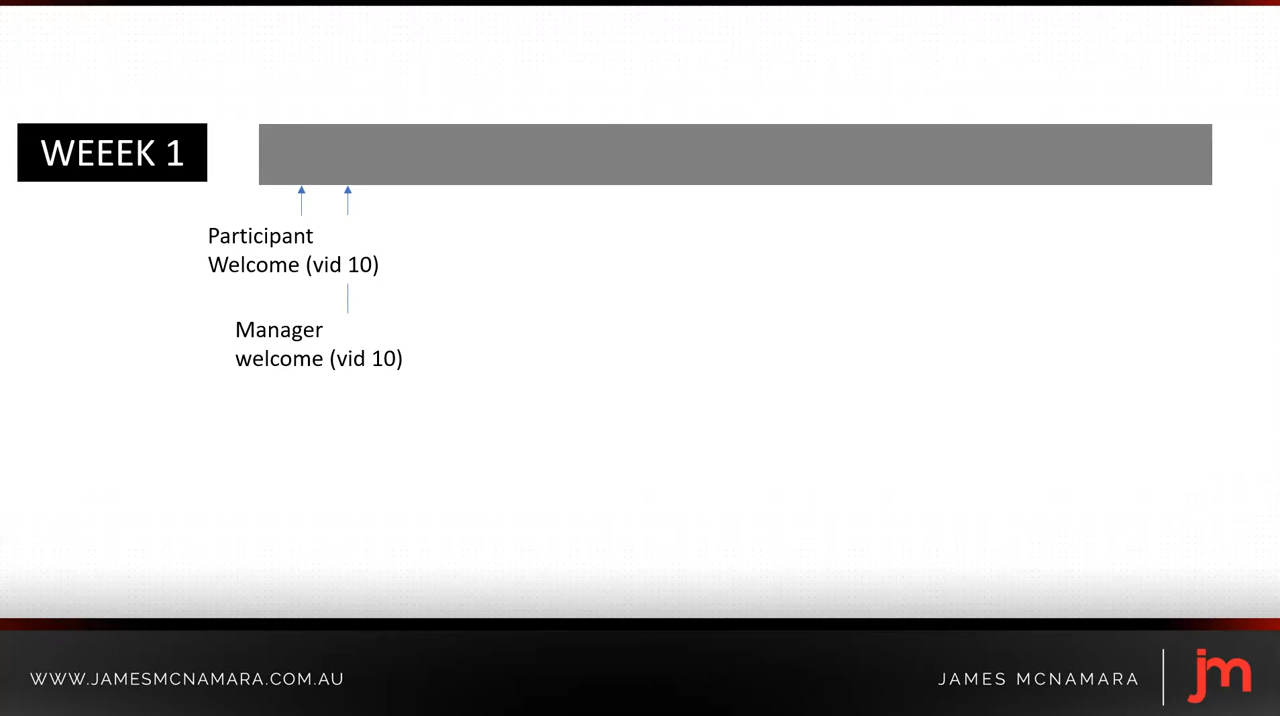 WEEEK 1
Participant
Welcome (vid 10)
Manager
welcome (vid 10)
WWW.JAMESMCNAMARA.COM.AU
JAMES MCNAMARA
jm